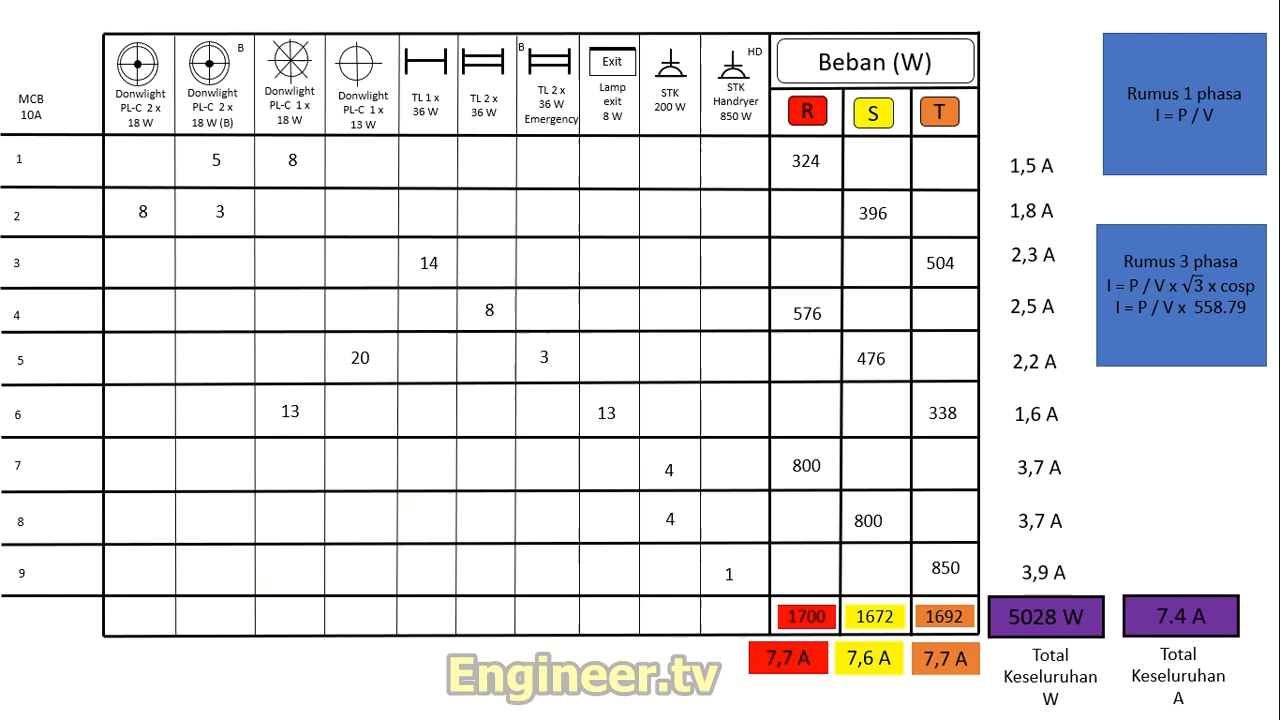 MCB
10A
Donwlight
PL-C 2 x
18 W
B
Donwlight
PL-C 2 x
18 W (B)
Donwlight
PL-C 1 x
18 W
Donwlight
PL-C 1 x
13 W
TL 1 x
36 W
TL 2 x
36 W
B
TL 2 x
36 W
Emergency
Exit
Lamp
exit
8 W
STK
200 W
HD
STK
Handryer
850 W
Beban (W)
R S T
1 5 8 324 1,5 A
2 8 3 396 1,8 A
3 14 504 2,3 A
4 8 576 2,5 A
5 20 3 476 2,2 A
6 13 13 338 1,6 A
7 4 800 3,7 A
8 4 800 3,7 A
9 1 850 3,9 A
1700 1672 1692 5028 W 7.4 A
7,7 A 7,6 A 7,7 A
Total
Keseluruhan
W
Total
Keseluruhan
A
Rumus 1 phasa
I = P / V
Rumus 3 phasa
I = P / V x √3 x cosp
I = P / V x 558.79
Engineer.tv